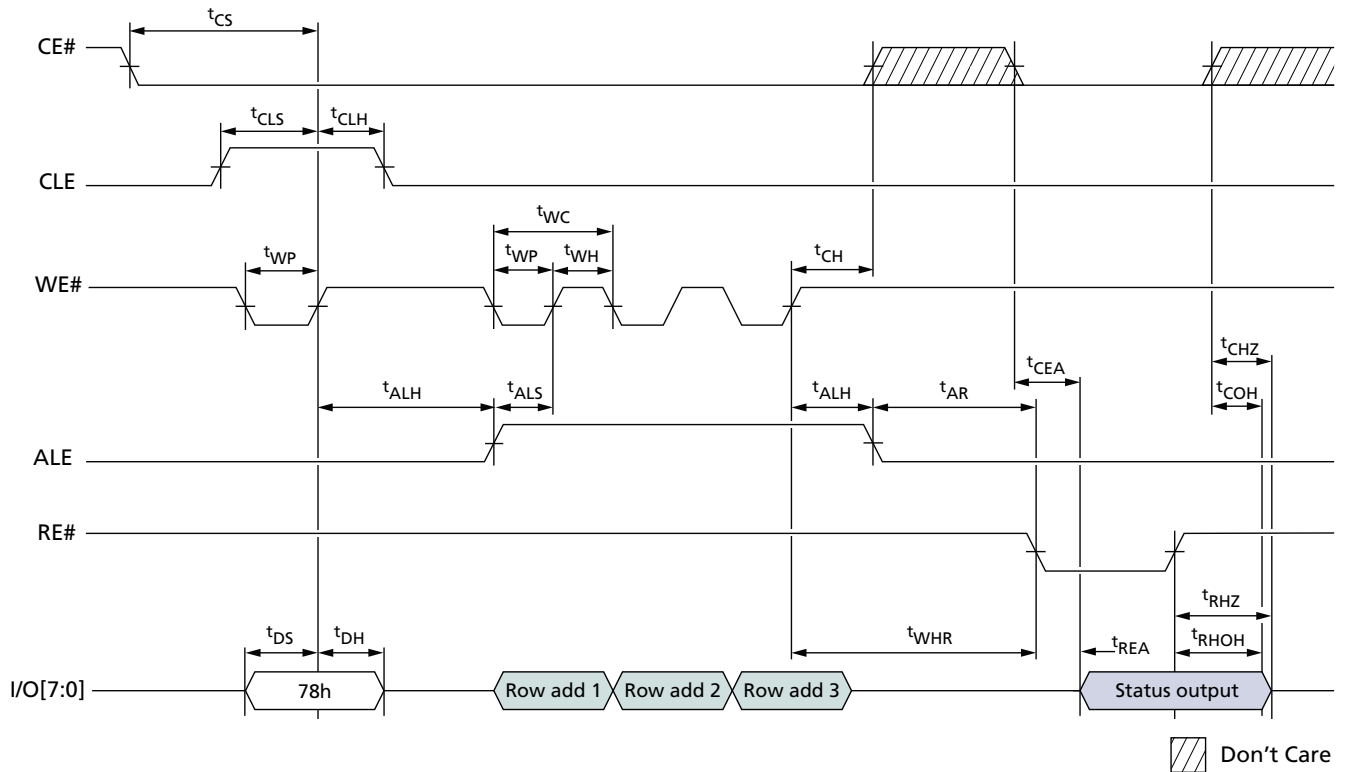 tCS
CE#
tCLS
tCLH
CLE
tWC
tWP
tWP
tWH
tCH
WE#
tCHZ
tCEA
tALH
tALS
tALH
tAR
tCOH
ALE
RE#
tRHZ
tDS
tDH
tWHR
tREA
tRHOH
I/O[7:0]
78h
Row add 1
Row add 2
Row add 3
Status output
Don't Care